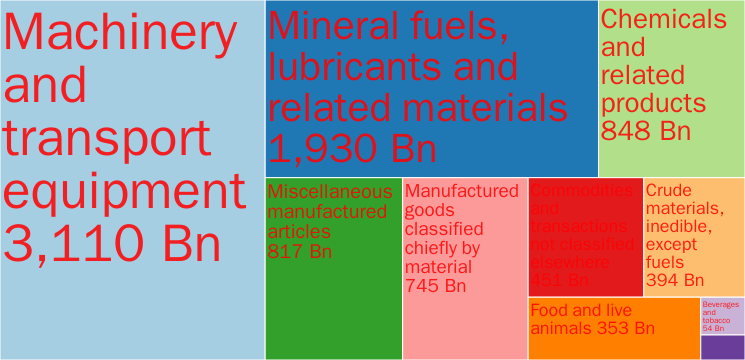 Machinery
and
transport
equipment
3,110 Bn
Mineral fuels,
lubricants and
related materials
1,930 Bn
Chemicals
and
related
products
848 Bn
Miscellaneous
manufactured
articles
817 Bn
Manufactured
goods
classified
chiefly by
material
745 Bn
Commodities
and
transactions
not classified
elsewhere
451 Bn
Crude
materials,
inedible,
except
fuels
394 Bn
Food and live
animals 353 Bn
Beverages
and
tobacco
54 Bn